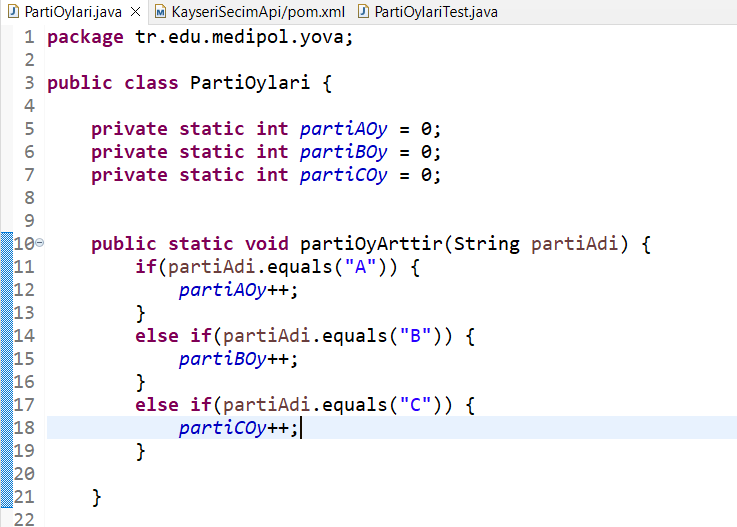 PartiOylari.java KayseriSecimApi/pom.xml PartiOylariTest.java
1 package tr.edu.medipol.yova;
2
3 public class PartiOylari {
4
5 private static int partiAOy = 0;
6 private static int partiBOy = 0;
7 private static int partiCOy = 0;
8
9
10 public static void partiOyArttir(String partiAdi) {
11 if(partiAdi.equals("A")) {
12 partiAOy++;
13 }
14 else if(partiAdi.equals("B")) {
15 partiBOy++;
16 }
17 else if(partiAdi.equals("C")) {
18 partiCOy++;
19 }
20
21 }
22